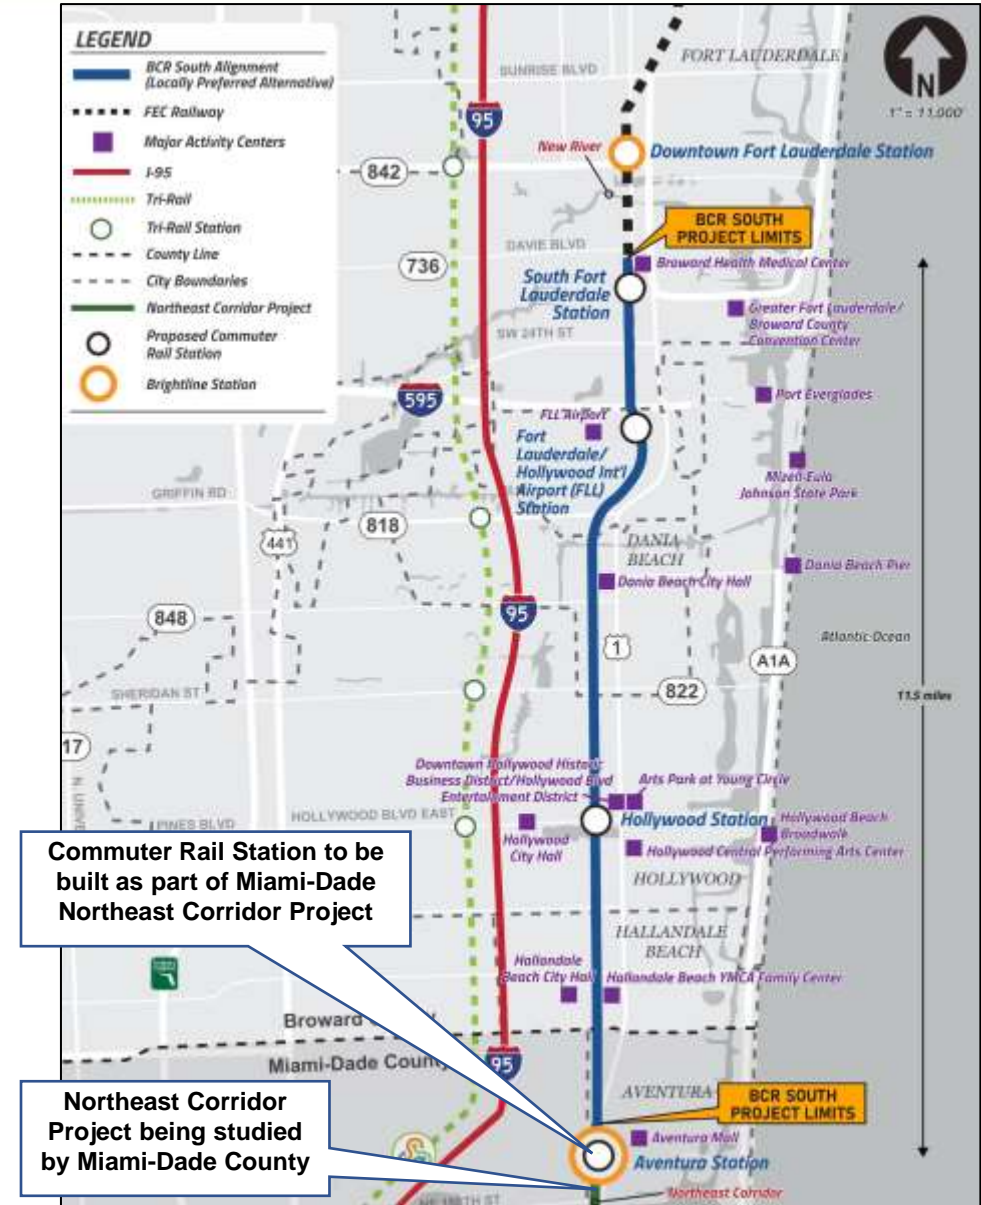 LEGEND
BCR South Alignment
(Locally Preferred Alternative)
FEC Railway
Major Activity Centers
I-95
Tri-Rail
Tri-Rail Station
County Line
City Boundaries
Northeast Corridor Project
Proposed Commuter
Rail Station
Brightline Station
FORT LAUDERDALE
N
1" = 11,000'
SUNRISE BLVD
95
842
New River
Downtown Fort Lauderdale Station
BCR SOUTH
PROJECT LIMITS
DAVIE BLVD
736
Broward Health Medical Center
South Fort
Lauderdale
Station
Greater Fort Lauderdale/
Broward County
Convention Center
SW 24TH ST
595
Port Everglades
FLL Airport
Fort
Lauderdale/
Hollywood Int'l
Airport (FLL)
Station
Mizell-Eula
Johnson State Park
GRIFFIN RD
818
441
DANIA
BEACH
Dania Beach Pier
Dania Beach City Hall
95
848
1
Atlantic Ocean
A1A
SHERIDAN ST
822
11.5 miles
17
N. UNIVE
Downtown Hollywood Historic
Business District/Hollywood Blvd
Entertainment District
Arts Park at Young Circle
PINES BLVD
HOLLYWOOD BLVD EAST
Hollywood Station
Hollywood Beach
Broadwalk
Hollywood
City Hall
Hollywood Central Performing Arts Center
Commuter Rail Station to be
built as part of Miami-Dade
Northeast Corridor Project
HOLLYWOOD
HALLANDALE
BEACH
Hallandale
Beach City Hall
Hallandale Beach YMCA Family Center
Broward
Miami-Dade County
95
AVENTURA
BCR SOUTH
PROJECT LIMITS
Northeast Corridor
Project being studied
by Miami-Dade County
Aventura Mall
Aventura Station
Northeast Corridor